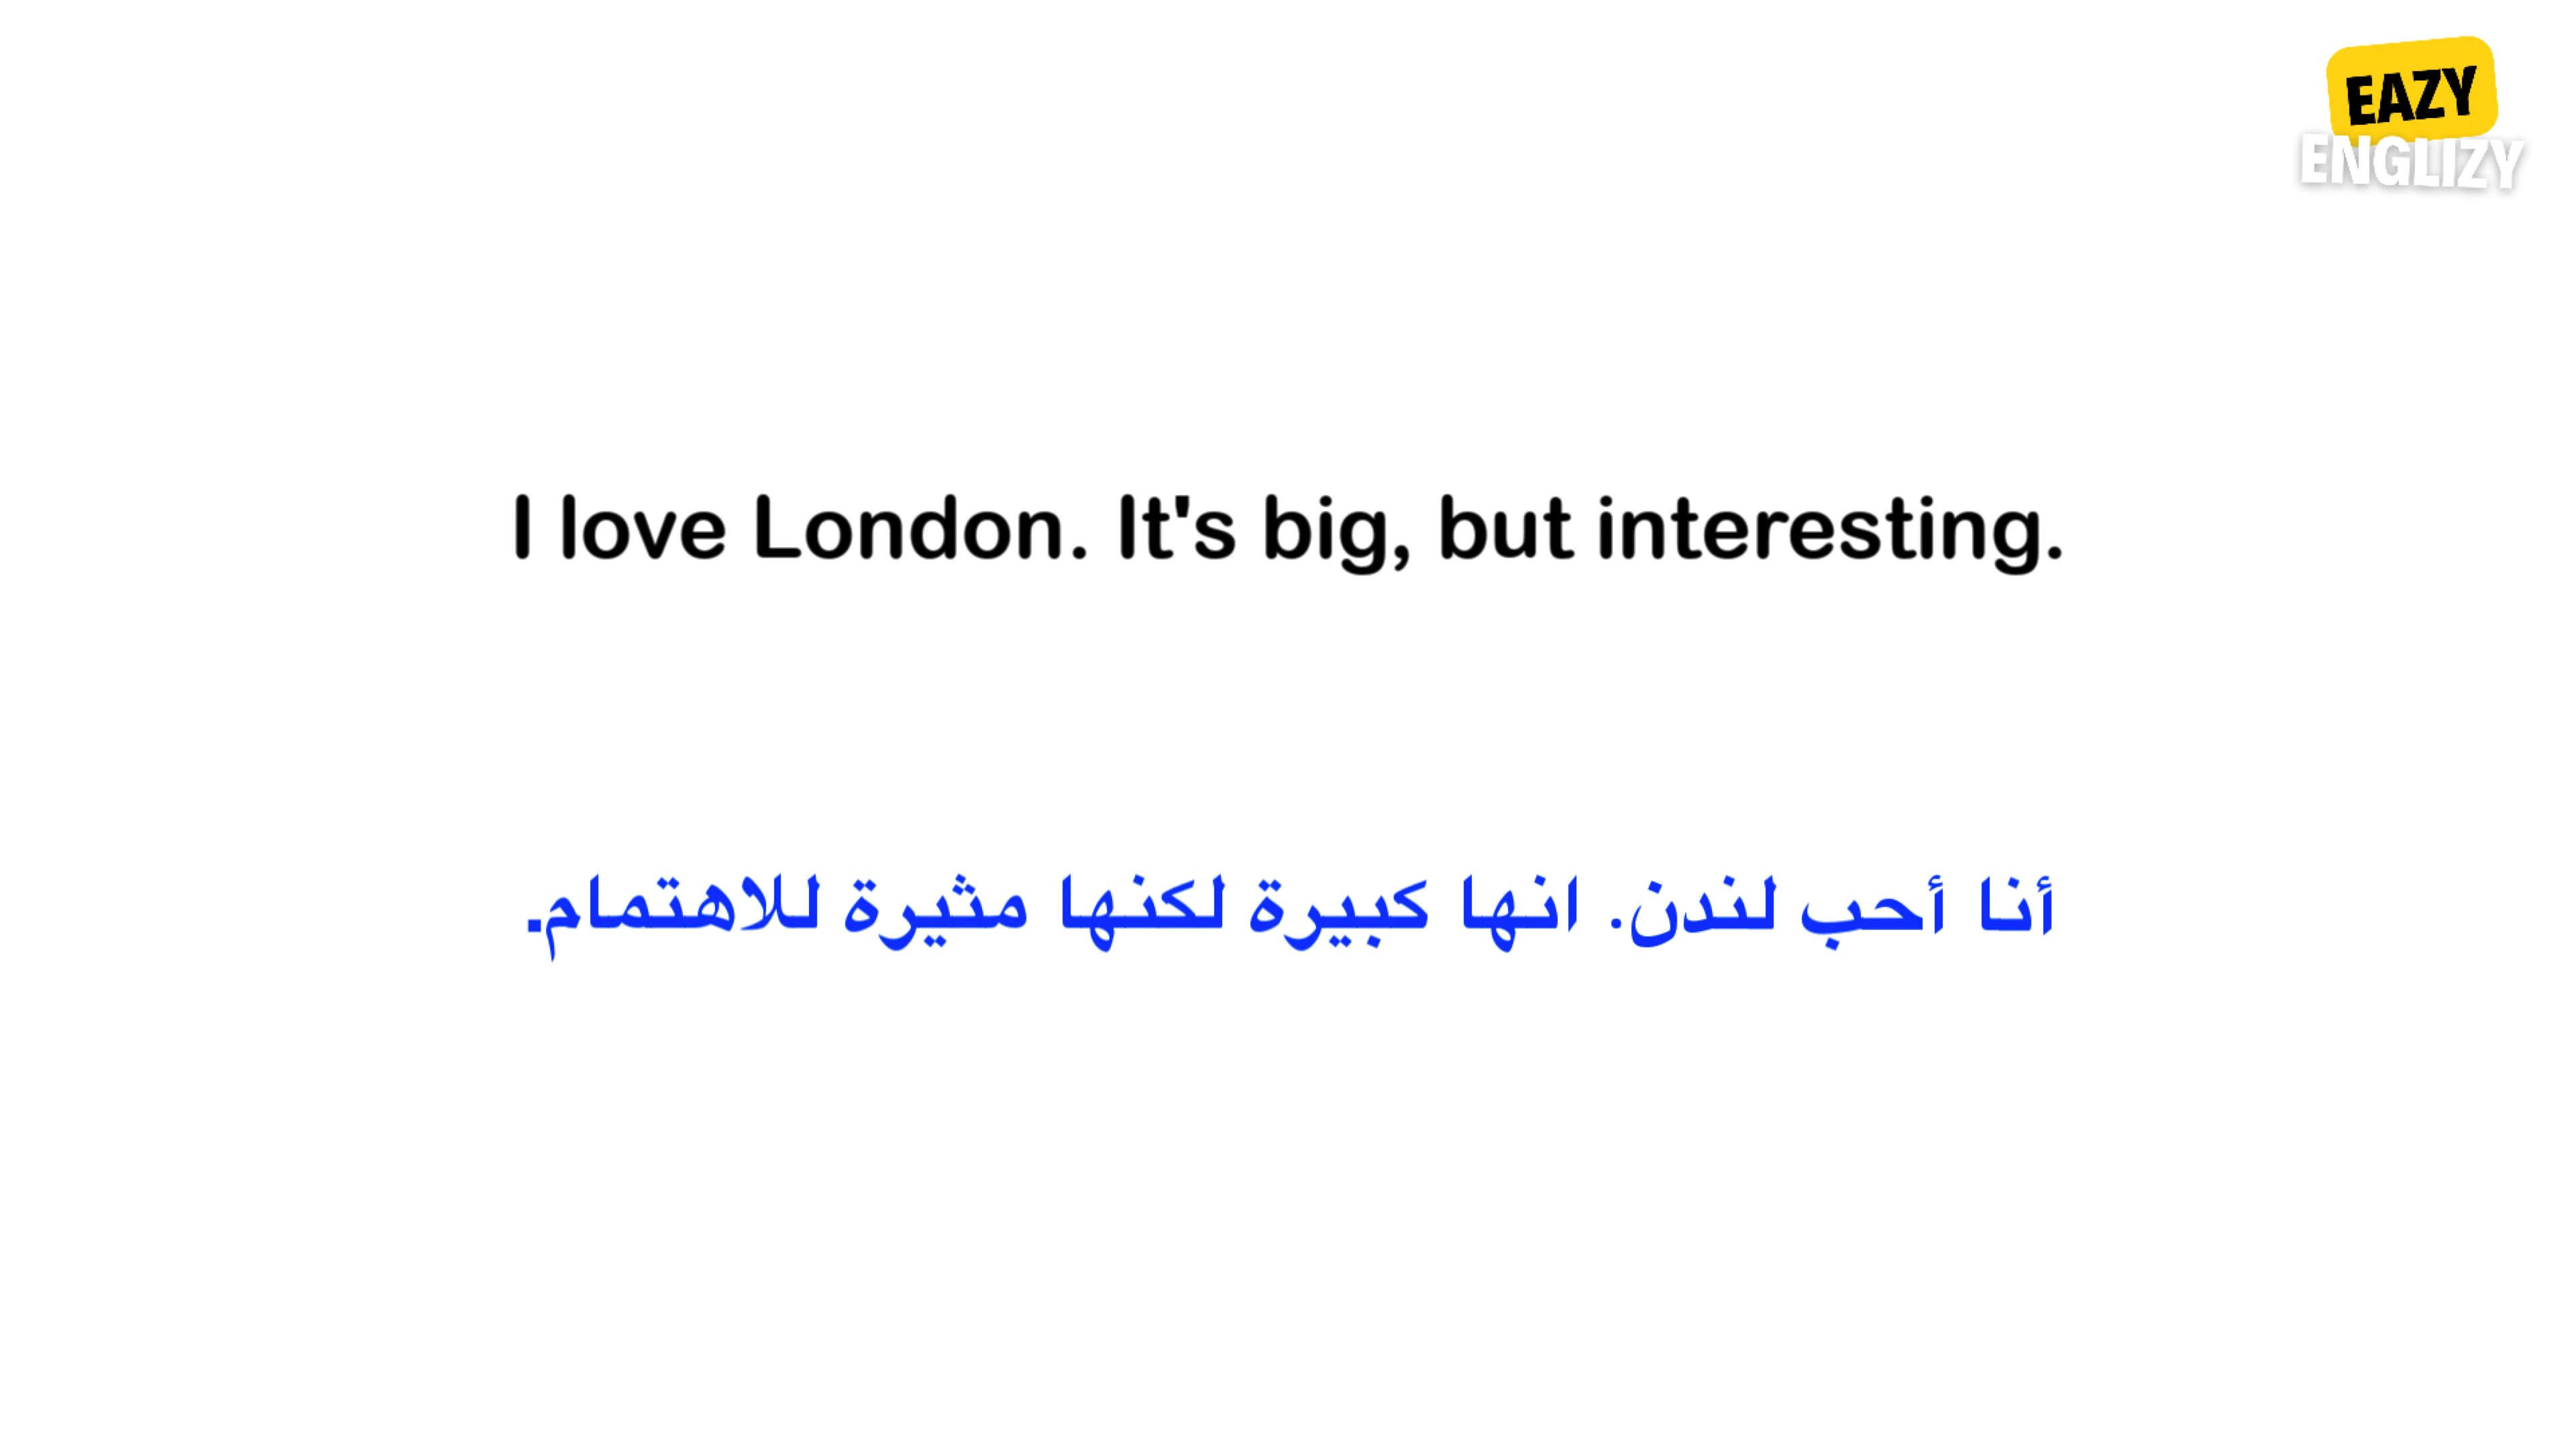 EAZY
ENGLIZY
I love London. It's big, but interesting.
أنا أحب لندن. انها كبيرة لكنها مثيرة للاهتمام.